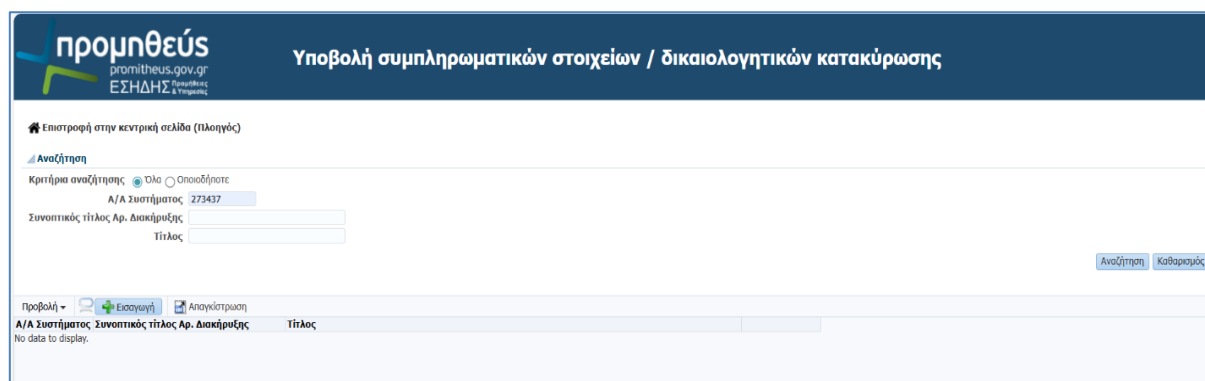 προμηθεύς
promitheus.gov.gr
ΕΣΗΔΗΣ Προμήθειες & Υπηρεσίες
Υποβολή συμπληρωματικών στοιχείων / δικαιολογητικών κατακύρωσης
Επιστροφή στην κεντρική σελίδα (Πλοηγός)
Αναζήτηση
Κριτήρια αναζήτησης Όλα Οποιοδήποτε
Α/Α Συστήματος 273437
Συνοπτικός τίτλος Αρ. Διακήρυξης
Τίτλος
Αναζήτηση Καθαρισμός
Προβολή Εισαγωγή Απαγκίστρωση
Α/Α Συστήματος Συνοπτικός τίτλος Αρ. Διακήρυξης Τίτλος
No data to display.